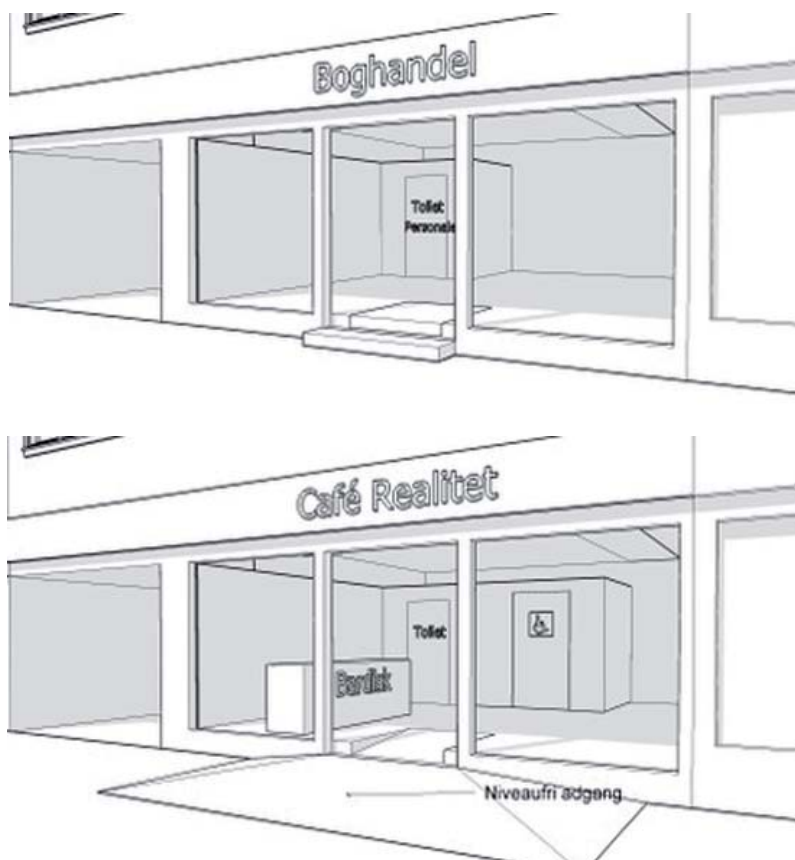 Boghandel
Toilet
Personale
Café Realitet
Toilet
Bardisk
Niveaufri adgang